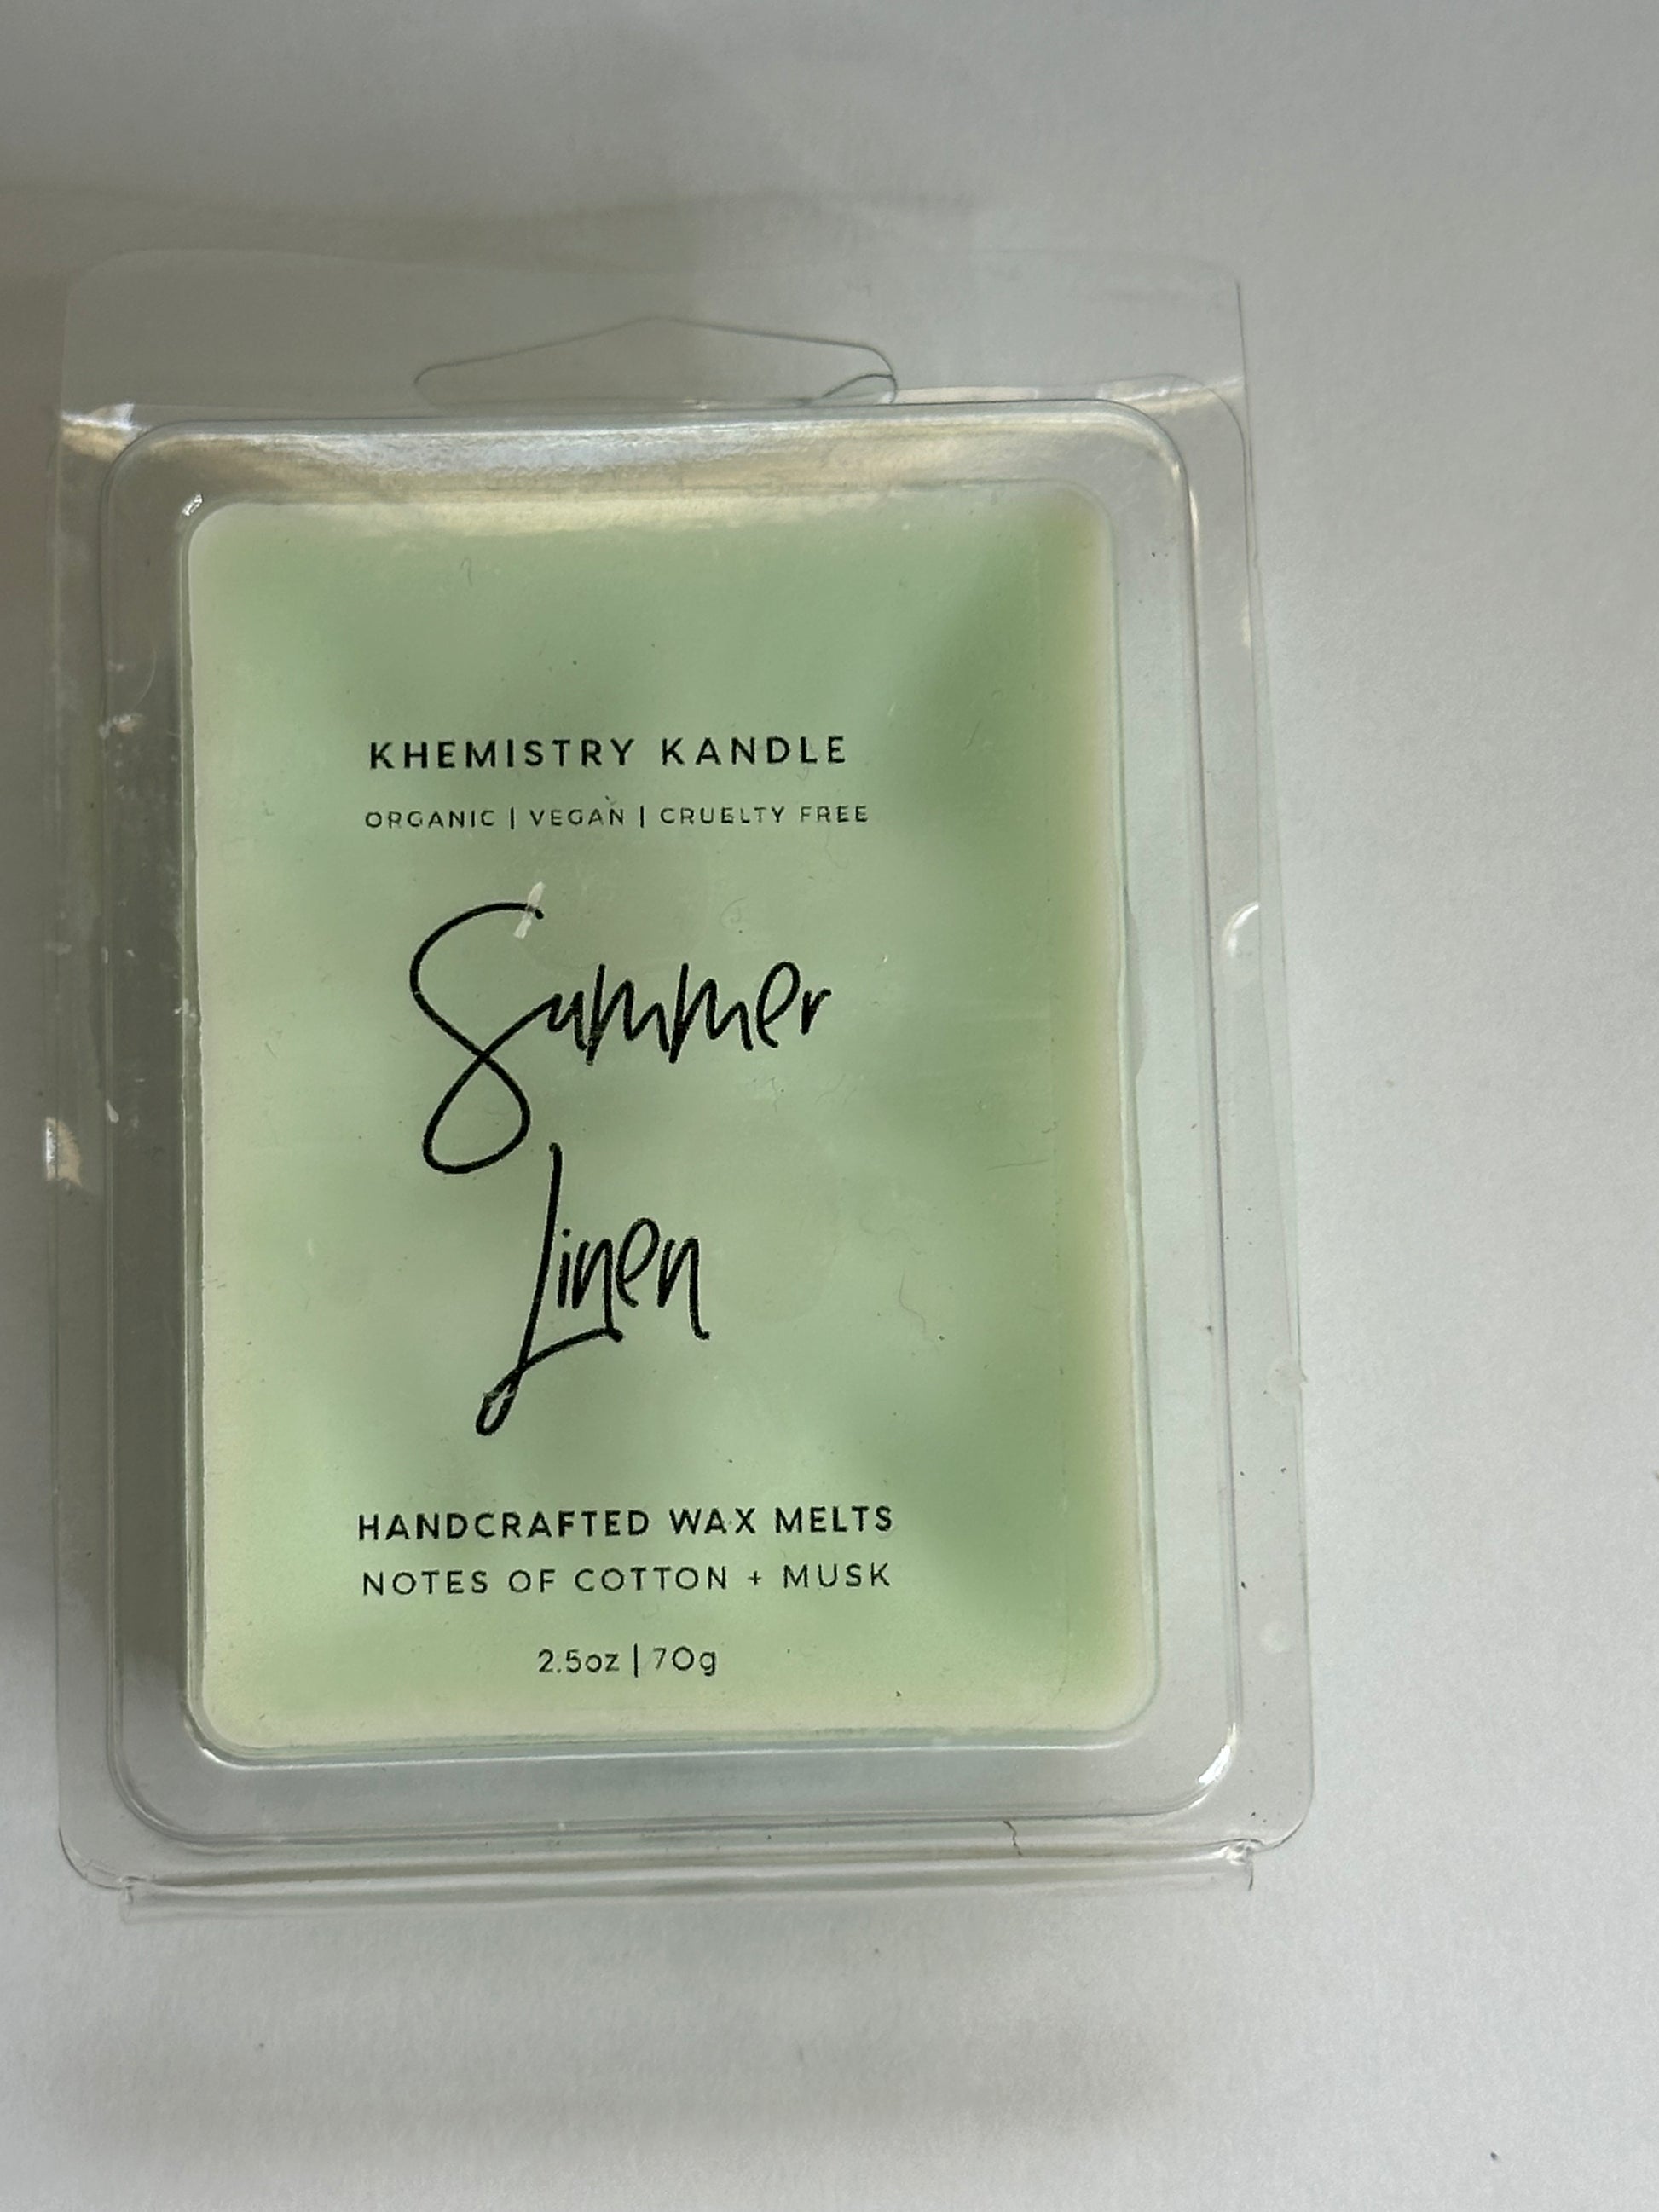 KHEMISTRY KANDLE
ORGANIC | VEGAN | CRUELTY FREE
Summer
Linen
HANDCRAFTED WAX MELTS
NOTES OF COTTON + MUSK
2.5oz | 70g